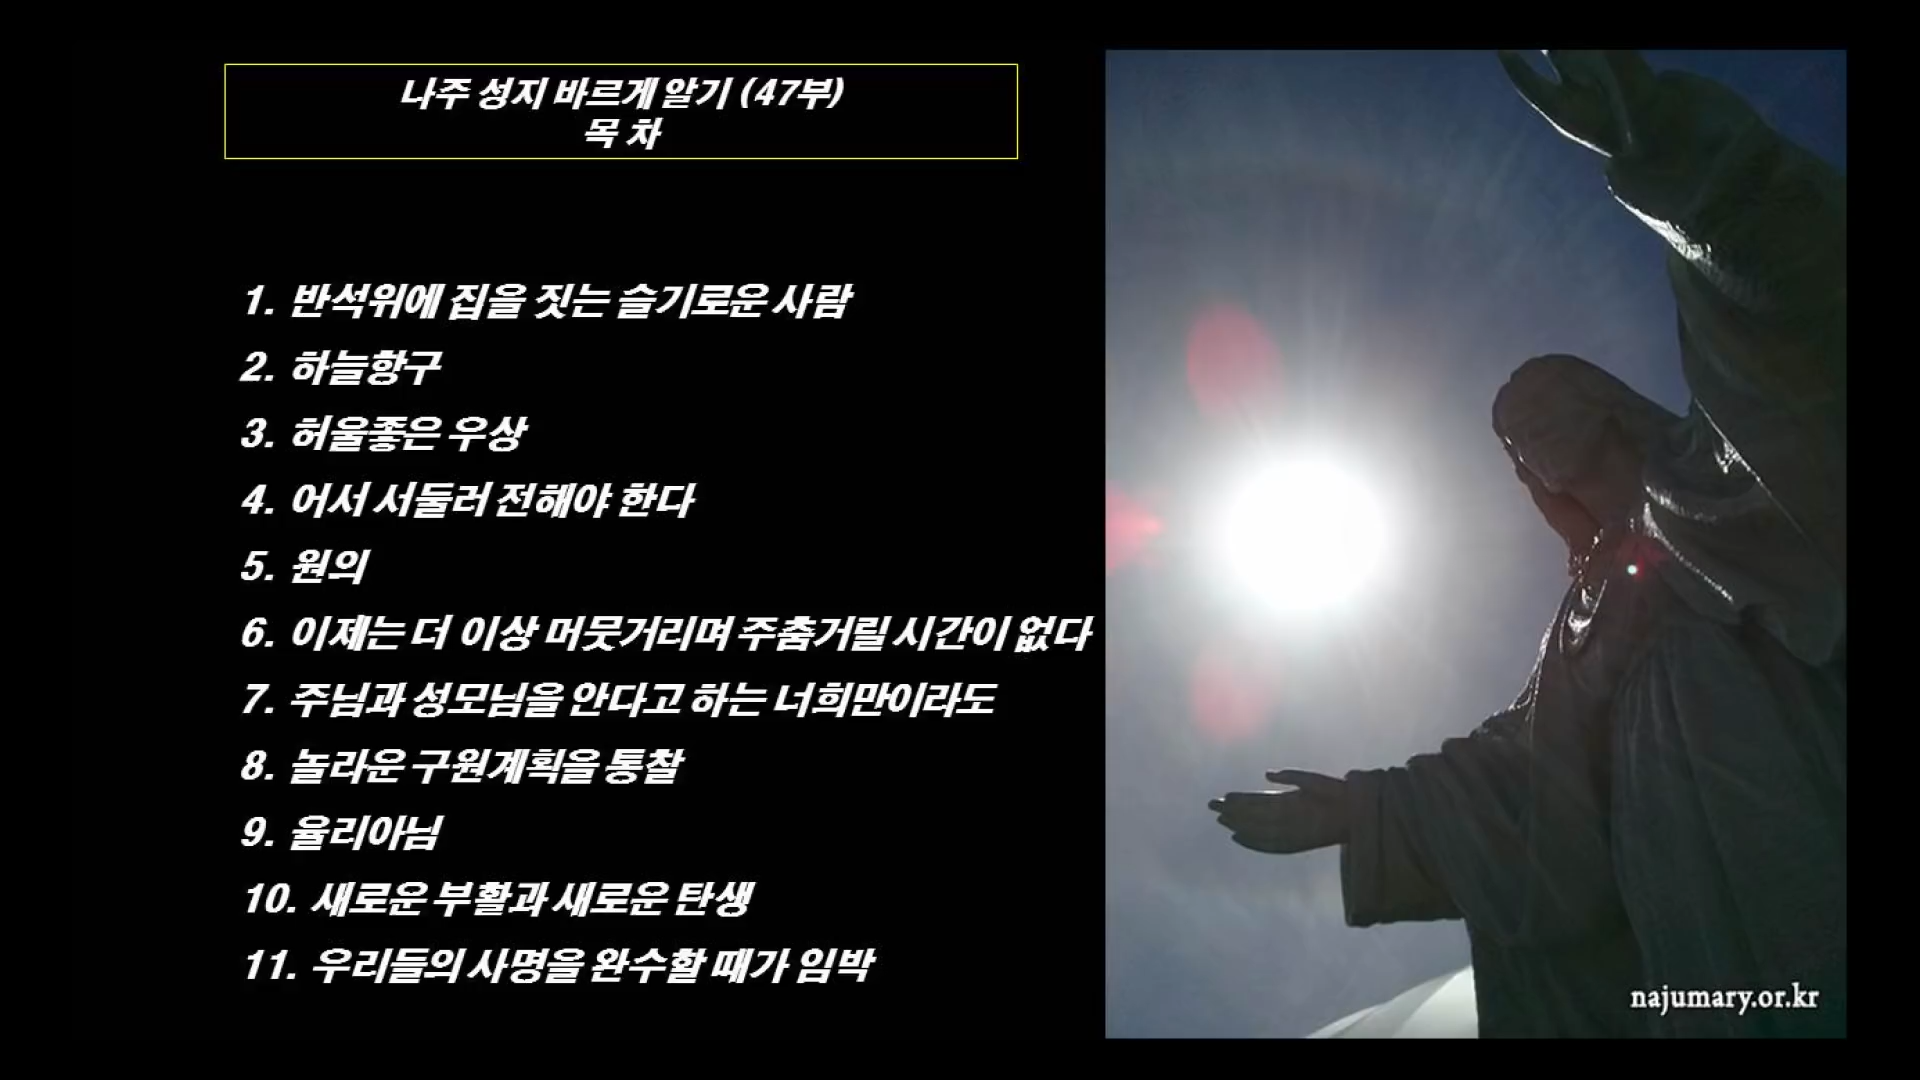 나주 성지 바르게 알기 (47부)
목 차
1. 반석위에 집을 짓는 슬기로운 사람
2. 하늘항구
3. 허울좋은 우상
4. 어서 서둘러 전해야 한다
5. 원의
6. 이제는 더 이상 머뭇거리며 주춤거릴 시간이 없다
7. 주님과 성모님을 안다고 하는 너희만이라도
8. 놀라운 구원계획을 통찰
9. 율리아님
10. 새로운 부활과 새로운 탄생
11. 우리들의 사명을 완수할 때가 임박
najumary.or.kr